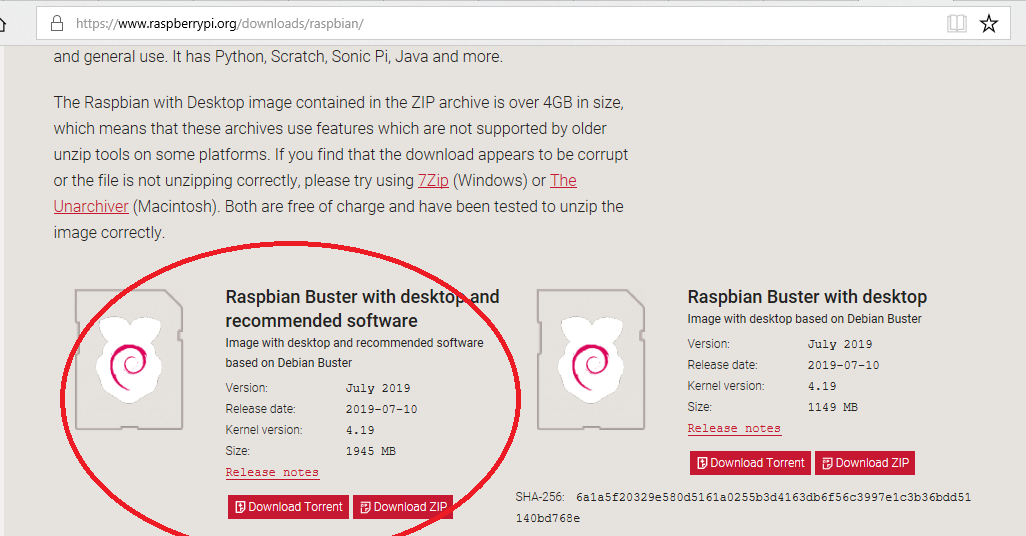 https://www.raspberrypi.org/downloads/raspbian/
and general use. It has Python, Scratch, Sonic Pi, Java and more.
The Raspbian with Desktop image contained in the ZIP archive is over 4GB in size,
which means that these archives use features which are not supported by older
unzip tools on some platforms. If you find that the download appears to be corrupt
or the file is not unzipping correctly, please try using 7Zip (Windows) or The
Unarchiver (Macintosh). Both are free of charge and have been tested to unzip the
image correctly.
Raspbian Buster with desktop and
recommended software
Image with desktop and recommended software
based on Debian Buster
Version: July 2019
Release date: 2019-07-10
Kernel version: 4.19
Size: 1945 MB
Release notes
Download Torrent Download ZIP
Raspbian Buster with desktop
Image with desktop based on Debian Buster
Version: July 2019
Release date: 2019-07-10
Kernel version: 4.19
Size: 1149 MB
Release notes
Download Torrent Download ZIP
SHA-256: 6a1a5f20329e580d5161a0255b3d4163db6f56c3997e1c3b36bdd51
140bd768e